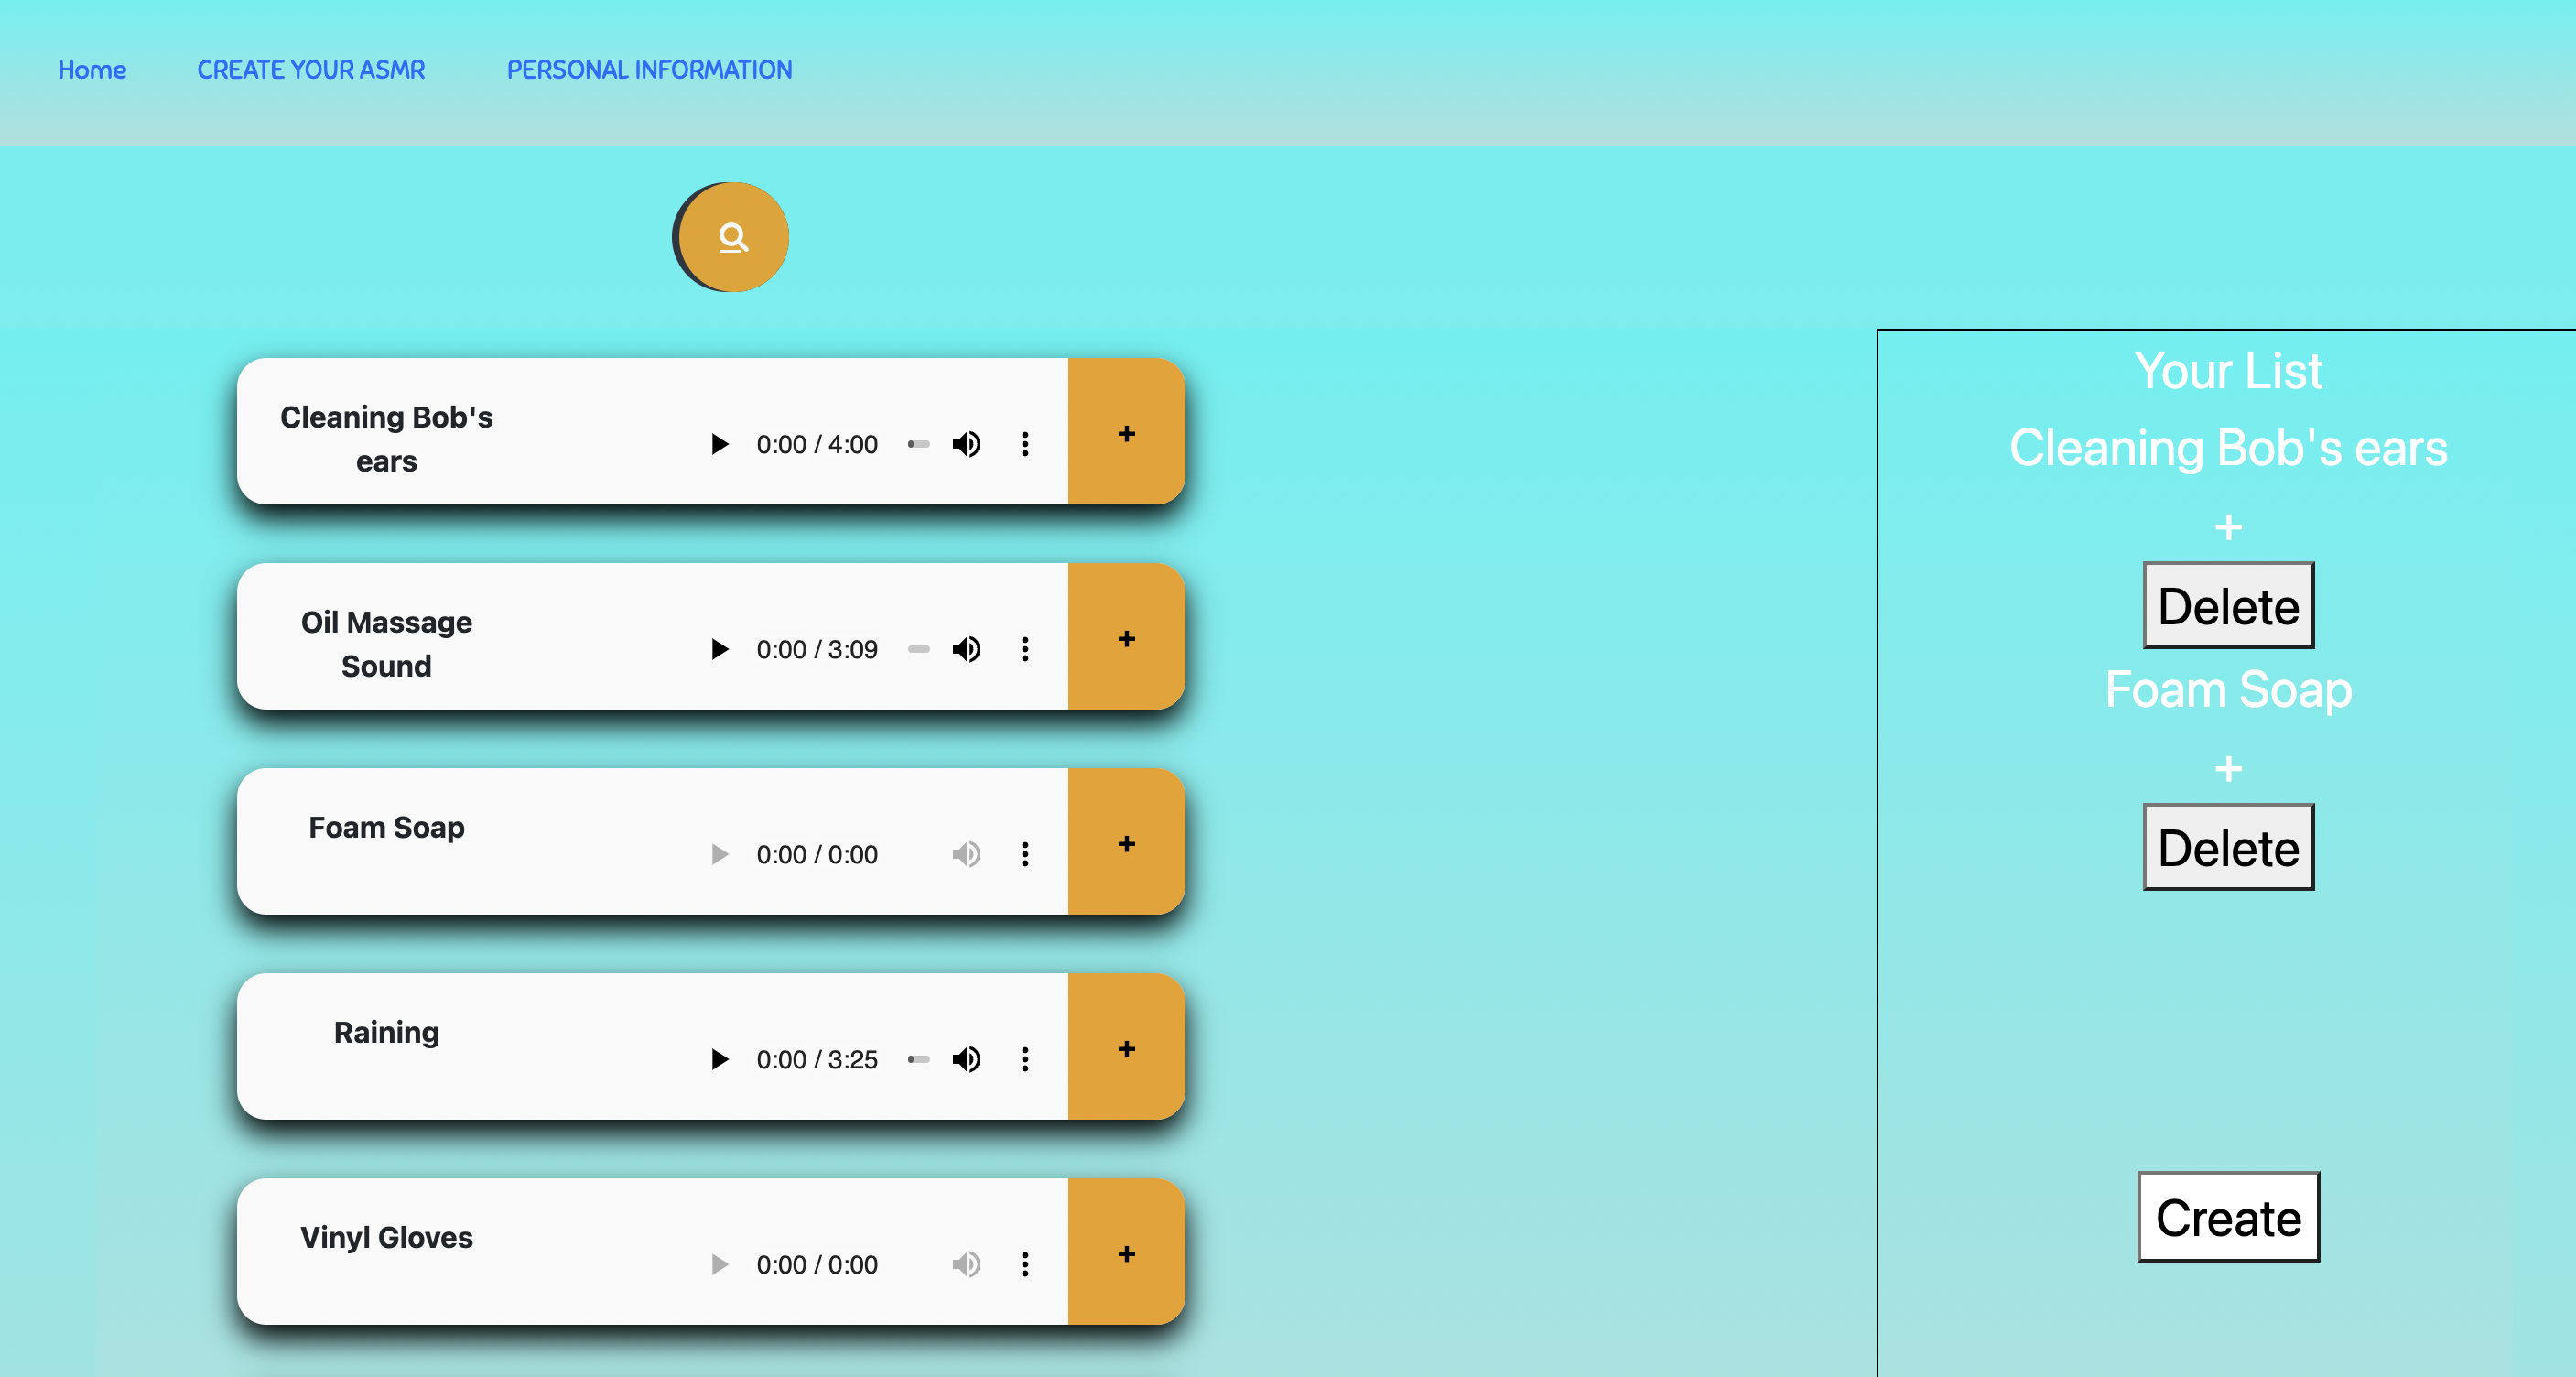 Home CREATE YOUR ASMR PERSONAL INFORMATION
Cleaning Bob's
ears
0:00 / 4:00
+
Oil Massage
Sound
0:00 / 3:09
+
Foam Soap
0:00 / 0:00
+
Raining
0:00 / 3:25
+
Vinyl Gloves
0:00 / 0:00
+
Your List
Cleaning Bob's ears
+
Delete
Foam Soap
+
Delete
Create